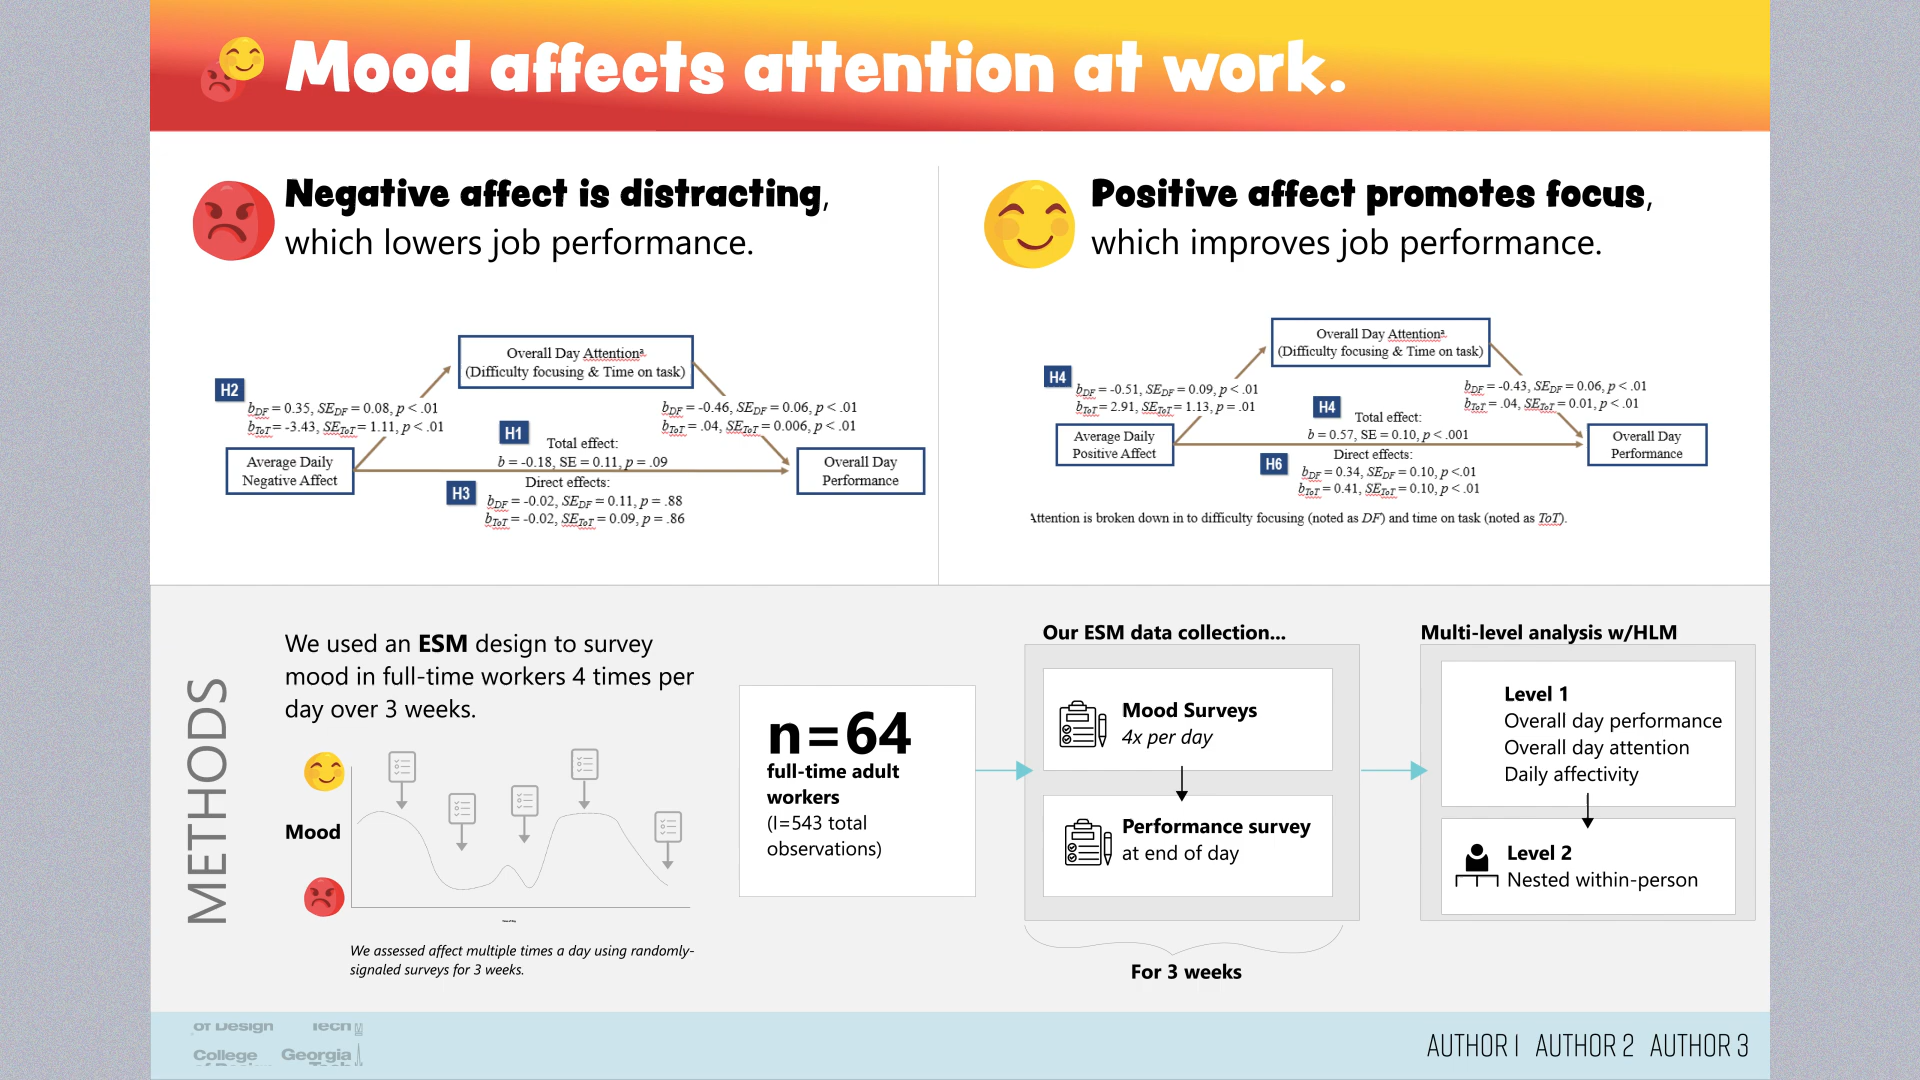 Mood affects attention at work.
Negative affect is distracting,
which lowers job performance.
Overall Day Attentionª
(Difficulty focusing & Time on task)
H2
bDF = 0.35, SEDF = 0.08, p < .01
bToT = -3.43, SEToT = 1.11, p < .01
bDF = -0.46, SEDF = 0.06, p < .01
bToT = .04, SEToT = 0.006, p < .01
H1
Total effect:
b = -0.18, SE = 0.11, p = .09
Average Daily
Negative Affect
Overall Day
Performance
H3
Direct effects:
bDF = -0.02, SEDF = 0.11, p = .88
bToT = -0.02, SEToT = 0.09, p = .86
Positive affect promotes focus,
which improves job performance.
Overall Day Attentionª
(Difficulty focusing & Time on task)
H4
bDF = -0.51, SEDF = 0.09, p < .01
bToT = 2.91, SEToT = 1.13, p = .01
bDF = -0.43, SEDF = 0.06, p < .01
bToT = .04, SEToT = 0.01, p < .01
H4
Total effect:
b = 0.57, SE = 0.10, p < .001
Average Daily
Positive Affect
Overall Day
Performance
H6
Direct effects:
bDF = 0.34, SEDF = 0.10, p <.01
bToT = 0.41, SEToT = 0.10, p < .01
Attention is broken down in to difficulty focusing (noted as DF) and time on task (noted as ToT).
METHODS
We used an ESM design to survey
mood in full-time workers 4 times per
day over 3 weeks.
Mood
We assessed affect multiple times a day using randomly-
signaled surveys for 3 weeks.
n=64
full-time adult
workers
(I=543 total
observations)
Our ESM data collection...
Mood Surveys
4x per day
Performance survey
at end of day
For 3 weeks
Multi-level analysis w/HLM
Level 1
Overall day performance
Overall day attention
Daily affectivity
Level 2
Nested within-person
of Design Tech
College Georgia
of Design Tech
AUTHOR 1 AUTHOR 2 AUTHOR 3